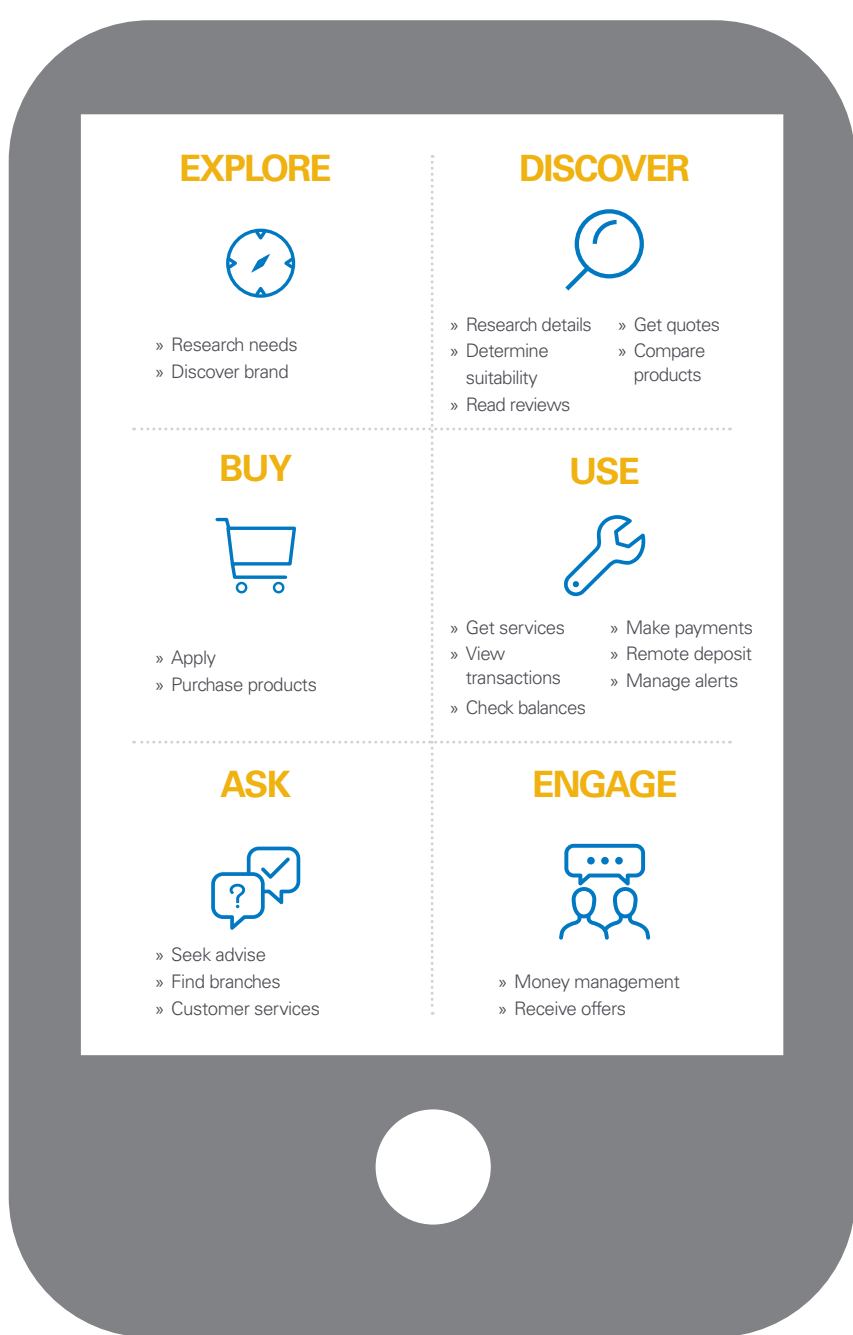 EXPLORE
» Research needs
» Discover brand
DISCOVER
» Research details
» Determine
suitability
» Read reviews
» Get quotes
» Compare
products
BUY
» Apply
» Purchase products
USE
» Get services
» View
transactions
» Check balances
» Make payments
» Remote deposit
» Manage alerts
ASK
?
» Seek advise
» Find branches
» Customer services
ENGAGE
» Money management
» Receive offers